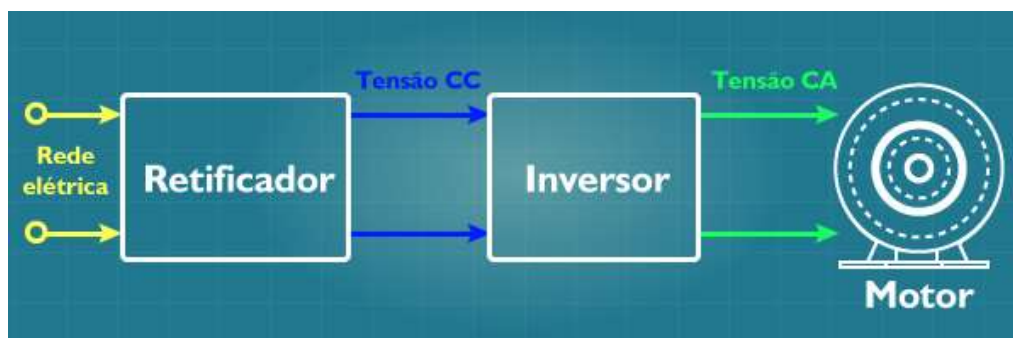 Tensão CC
Tensão CA
Rede
elétrica
Retificador
Inversor
Motor